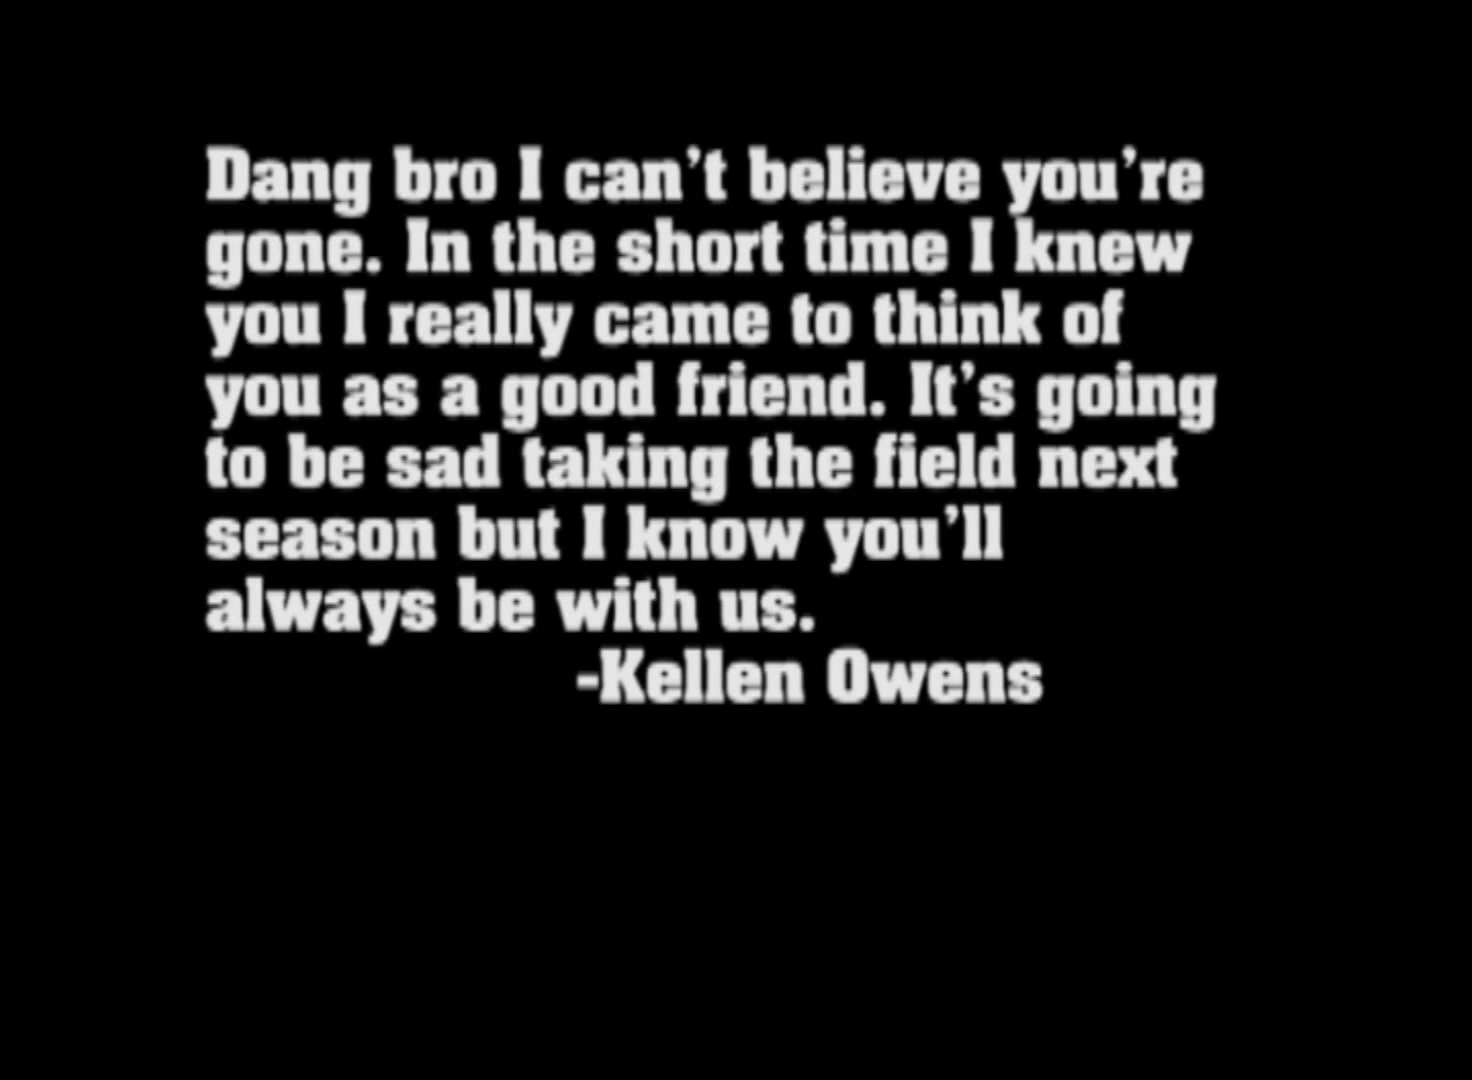 Dang bro I can't believe you're
gone. In the short time I knew
you I really came to think of
you as a good friend. It's going
to be sad taking the field next
season but I know you'll
always be with us.
-Kellen Owens